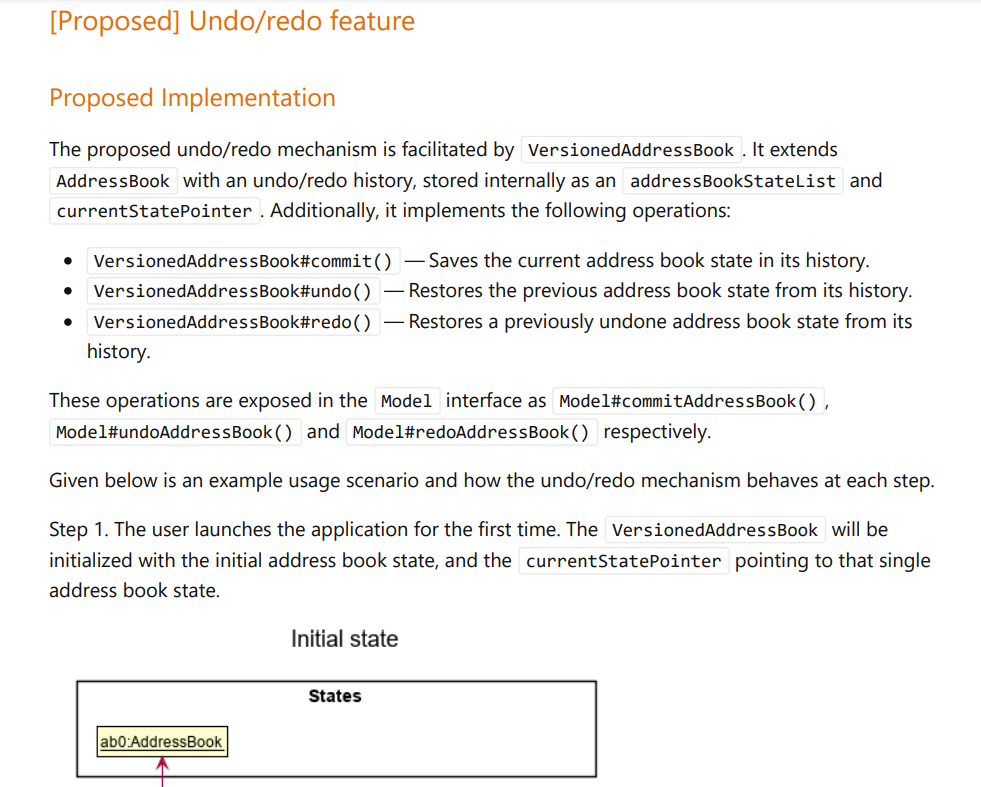 [Proposed] Undo/redo feature
Proposed Implementation
The proposed undo/redo mechanism is facilitated by VersionedAddressBook . It extends
AddressBook with an undo/redo history, stored internally as an addressBookStateList and
currentStatePointer . Additionally, it implements the following operations:
• VersionedAddressBook#commit() — Saves the current address book state in its history.
• VersionedAddressBook#undo() — Restores the previous address book state from its history.
• VersionedAddressBook#redo() — Restores a previously undone address book state from its
history.
These operations are exposed in the Model interface as Model#commitAddressBook() ,
Model#undoAddressBook() and Model#redoAddressBook() respectively.
Given below is an example usage scenario and how the undo/redo mechanism behaves at each step.
Step 1. The user launches the application for the first time. The VersionedAddressBook will be
initialized with the initial address book state, and the currentStatePointer pointing to that single
address book state.
Initial state
States
ab0:AddressBook